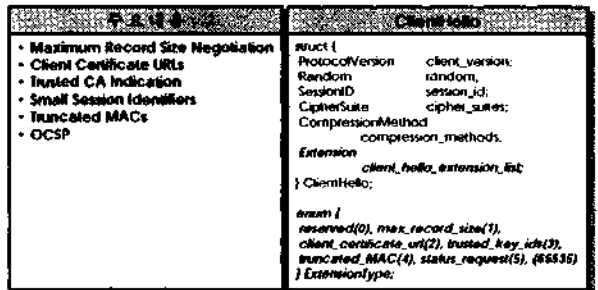 ClientHello
• Maximum Record Size Negotiation
• Client Certificate URLs
• Trusted CA Indication
• Small Session Identifiers
• Truncated MACs
• OCSP
struct {
ProtocolVersion client_version;
Random random;
SessionID session_id;
CipherSuite cipher_suites;
CompressionMethod
compression_methods.
Extension
client_hello_extension_list;
} ClientHello;
enum {
reserved(0), max_record_size(1),
client_certificate_url(2), trusted_key_ids(3),
truncated_MAC(4), status_request(5), (65535)
} ExtensionType;